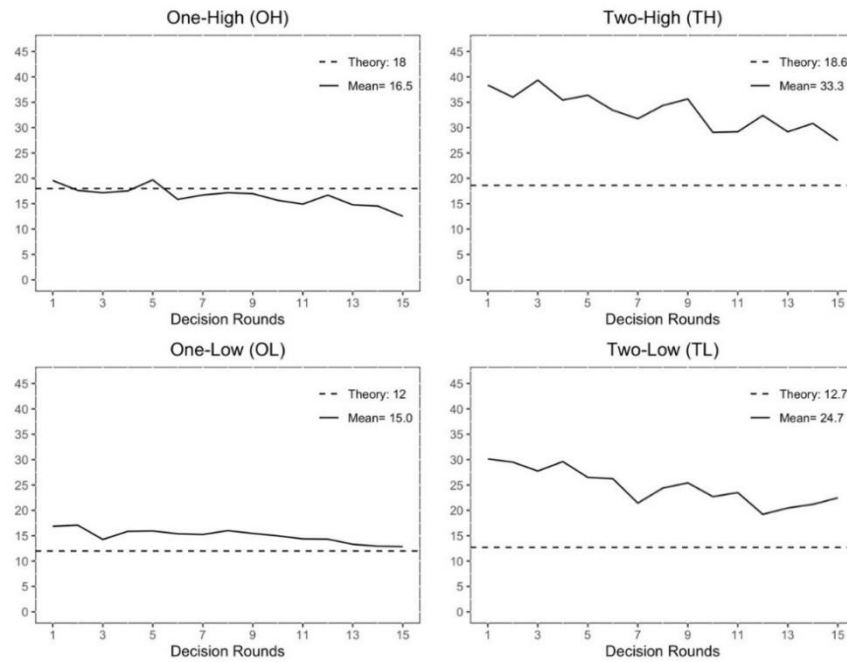 One-High (OH)
45
40
35
30
25
20
15
10
5
0
Theory: 18
Mean= 16.5
1 3 5 7 9 11 13 15
Decision Rounds
Two-High (TH)
45
40
35
30
25
20
15
10
5
0
Theory: 18.6
Mean= 33.3
1 3 5 7 9 11 13 15
Decision Rounds
One-Low (OL)
45
40
35
30
25
20
15
10
5
0
Theory: 12
Mean= 15.0
1 3 5 7 9 11 13 15
Decision Rounds
Two-Low (TL)
45
40
35
30
25
20
15
10
5
0
Theory: 12.7
Mean= 24.7
1 3 5 7 9 11 13 15
Decision Rounds